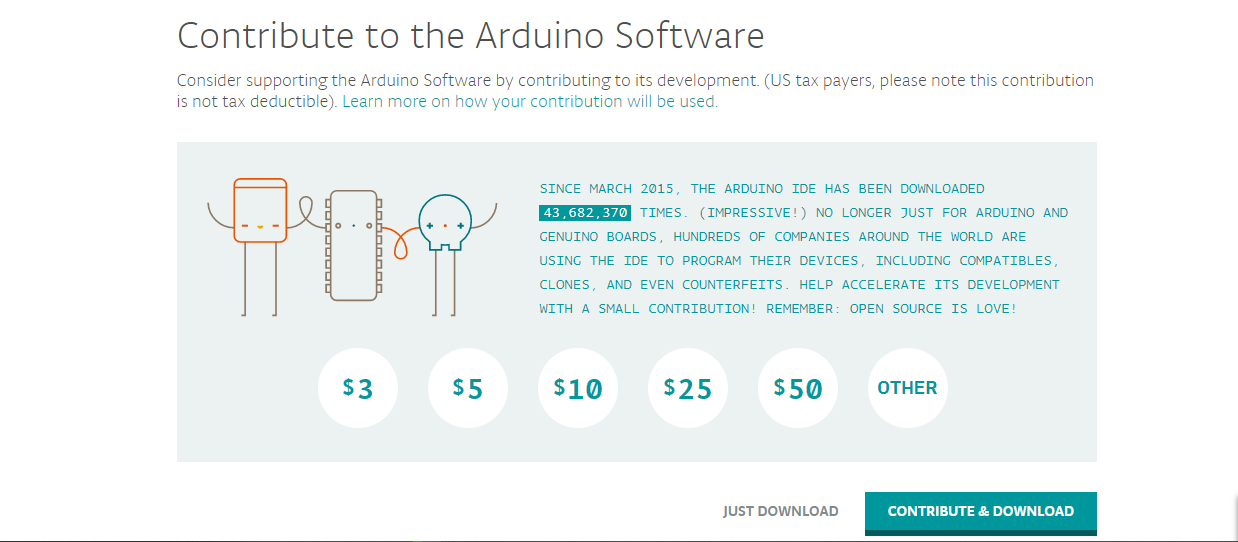 Contribute to the Arduino Software
Consider supporting the Arduino Software by contributing to its development. (US tax payers, please note this contribution
is not tax deductible). Learn more on how your contribution will be used.
SINCE MARCH 2015, THE ARDUINO IDE HAS BEEN DOWNLOADED
43,682,370 TIMES. (IMPRESSIVE!) NO LONGER JUST FOR ARDUINO AND
GENUINO BOARDS, HUNDREDS OF COMPANIES AROUND THE WORLD ARE
USING THE IDE TO PROGRAM THEIR DEVICES, INCLUDING COMPATIBLES,
CLONES, AND EVEN COUNTERFEITS. HELP ACCELERATE ITS DEVELOPMENT
WITH A SMALL CONTRIBUTION! REMEMBER: OPEN SOURCE IS LOVE!
$3 $5 $10 $25 $50 OTHER
JUST DOWNLOAD CONTRIBUTE & DOWNLOAD